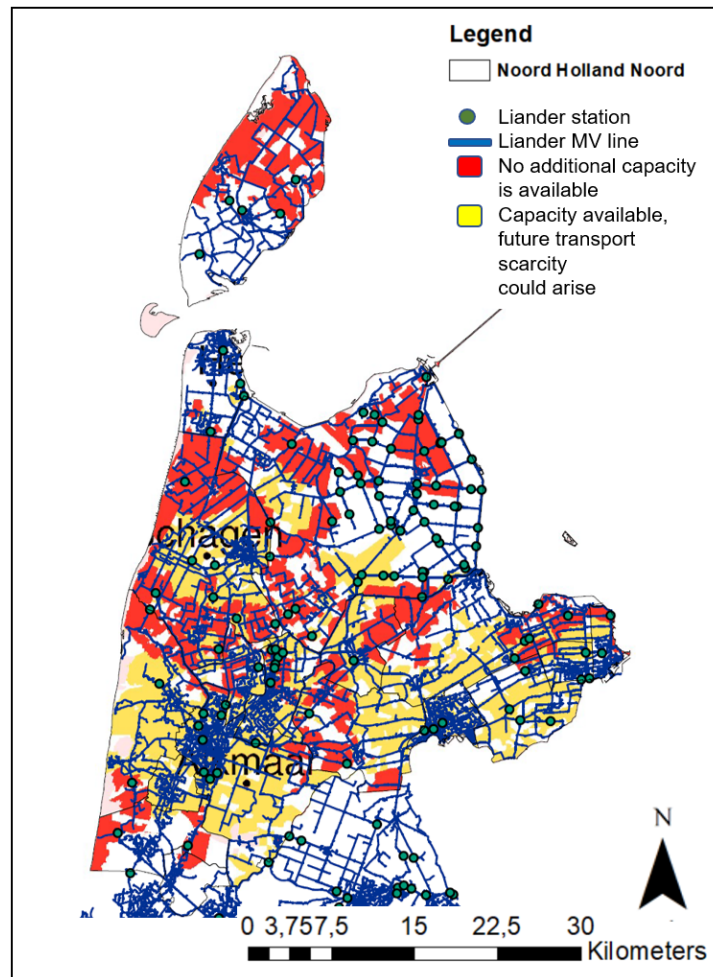 Legend
Noord Holland Noord
Liander station
Liander MV line
No additional capacity
is available
Capacity available,
future transport
scarcity
could arise
chagen
N
0 3,757,5 15 22,5 30
Kilometers